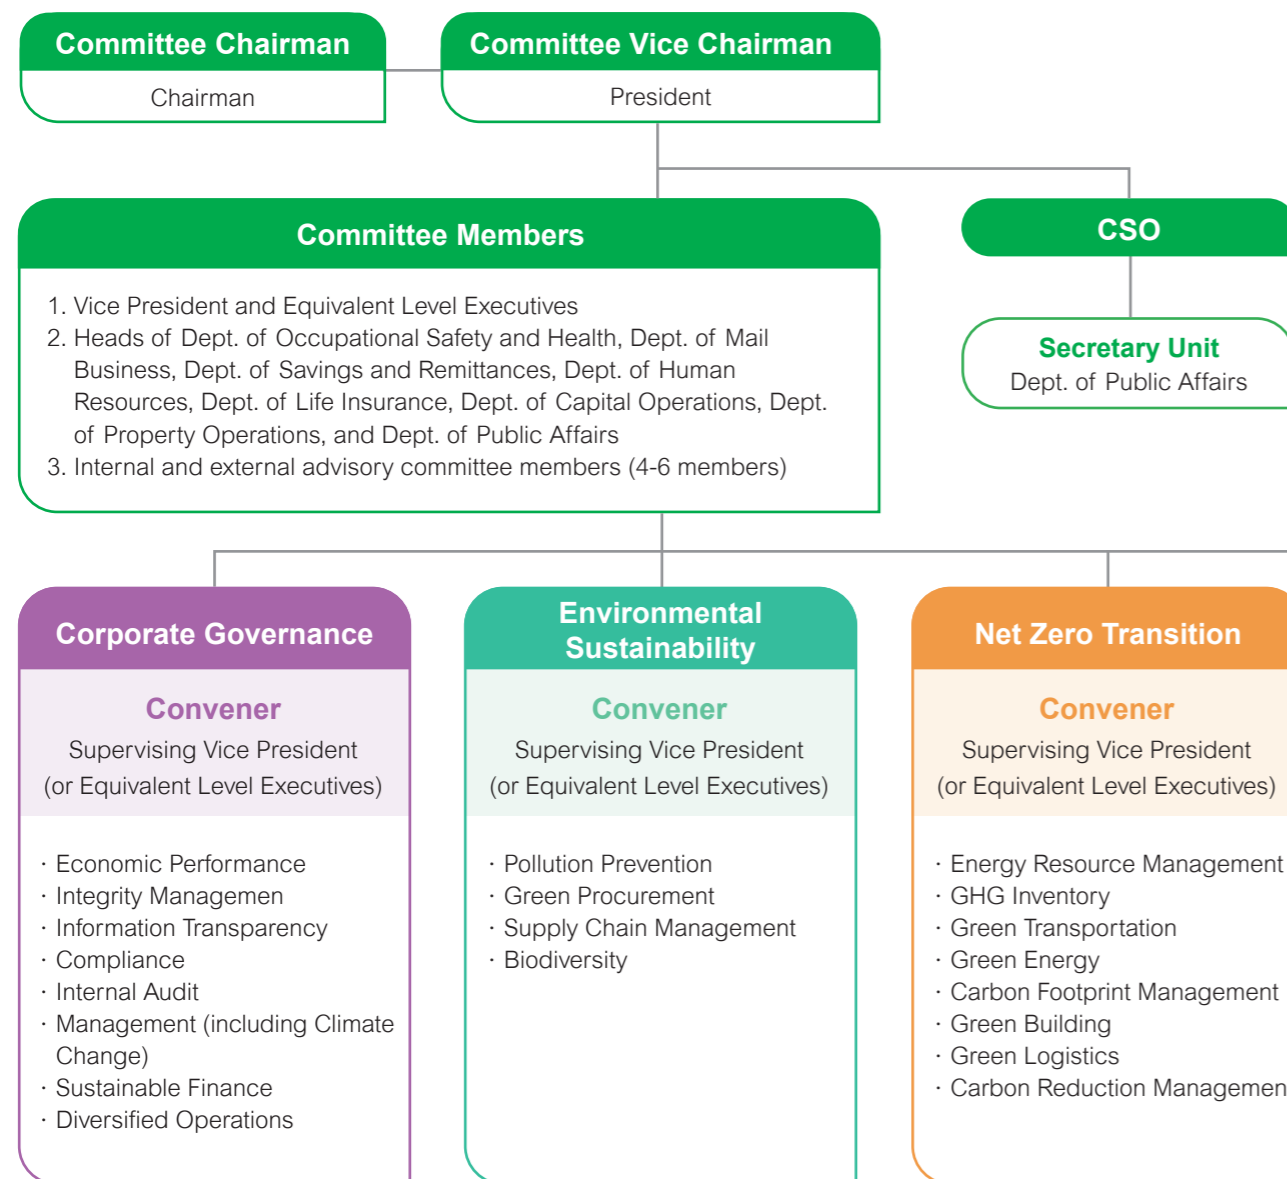 Committee Chairman
Chairman
Committee Vice Chairman
President
Committee Members
1. Vice President and Equivalent Level Executives
2. Heads of Dept. of Occupational Safety and Health, Dept. of Mail
Business, Dept. of Savings and Remittances, Dept. of Human
Resources, Dept. of Life Insurance, Dept. of Capital Operations, Dept.
of Property Operations, and Dept. of Public Affairs
3. Internal and external advisory committee members (4-6 members)
CSO
Secretary Unit
Dept. of Public Affairs
Corporate Governance
Convener
Supervising Vice President
(or Equivalent Level Executives)
· Economic Performance
· Integrity Managemen
· Information Transparency
· Compliance
· Internal Audit
· Management (including Climate
Change)
· Sustainable Finance
· Diversified Operations
Environmental
Sustainability
Convener
Supervising Vice President
(or Equivalent Level Executives)
· Pollution Prevention
· Green Procurement
· Supply Chain Management
· Biodiversity
Net Zero Transition
Convener
Supervising Vice President
(or Equivalent Level Executives)
· Energy Resource Management
· GHG Inventory
· Green Transportation
· Green Energy
· Carbon Footprint Management
· Green Building
· Green Logistics
· Carbon Reduction Managemen